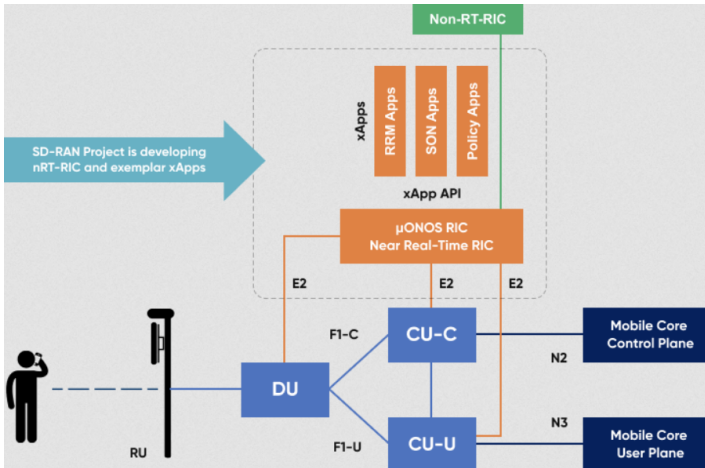 Non-RT-RIC
xApps
RRM Apps
SON Apps
Policy Apps
SD-RAN Project is developing
nRT-RIC and exemplar xApps
xApp API
µONOS RIC
Near Real-Time RIC
E2
E2
E2
F1-C
CU-C
Mobile Core
Control Plane
N2
DU
N3
RU
F1-U
CU-U
Mobile Core
User Plane